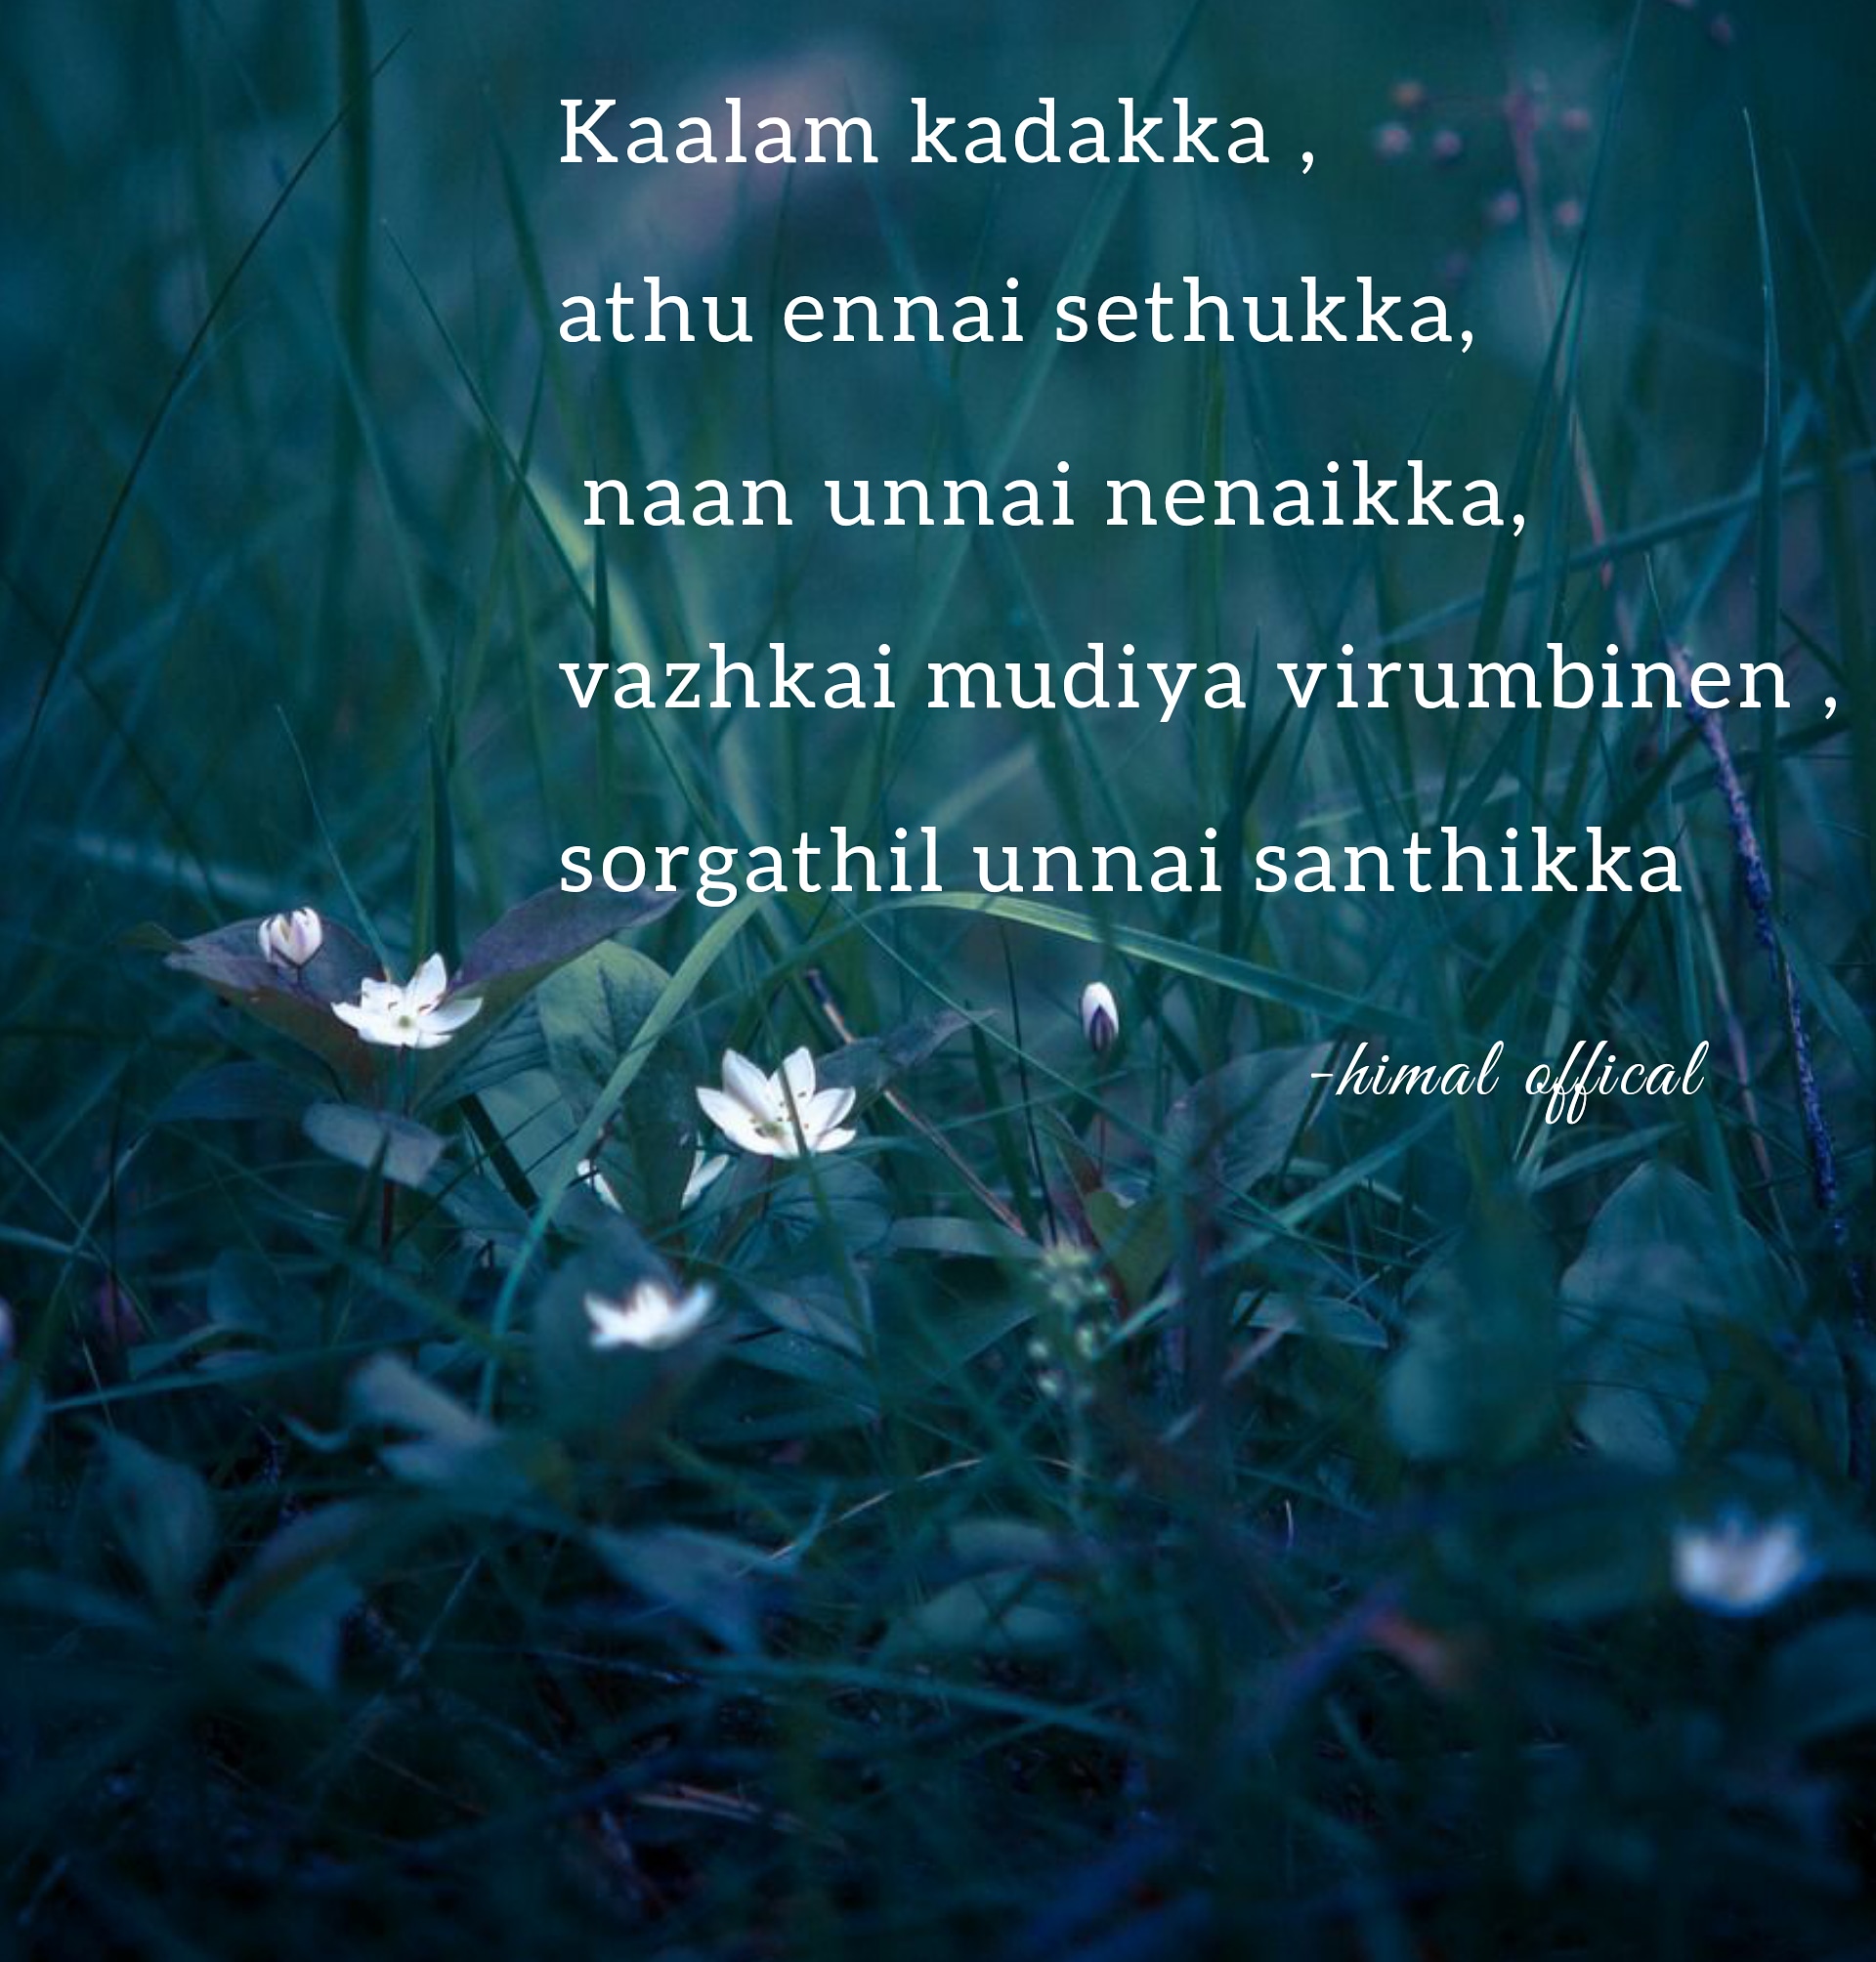 Kaalam kadakka ,
athu ennai sethukka,
naan unnai nenaikka,
vazhkai mudiya virumbinen ,
sorgathil unnai santhikka
-himal offical